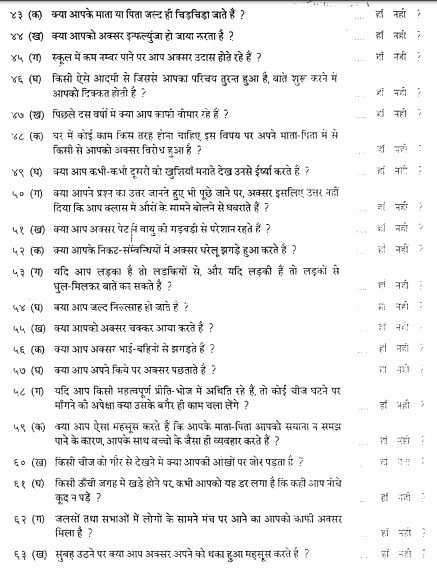 ४३ (क) क्या आपके माता या पिता जल्द ही चिड़चिड़ा जाते हैं ? ... हाँ नहीं ?
४४ (ख) क्या आपको अक्सर इन्फ्लुएंजा हो जाया करता है ? ... हाँ नहीं ?
४५ (ग) स्कूल में कम नम्बर पाने पर आप अक्सर उदास होते रहे हैं ? ... हाँ नहीं ?
४६ (घ) किसी ऐसे आदमी से जिससे आपका परिचय तुरन्त हुआ है, बातें शुरू करने में
आपको दिक्कत होती है ? ... हाँ नहीं ?
४७ (ख) पिछले दस वर्षों में क्या आप काफी बीमार रहे हैं ? ... हाँ नहीं ?
४८ (क) घर में कोई काम किस तरह होना चाहिए इस विषय पर अपने माता-पिता में से
किसी से आपको अक्सर विरोध हुआ है ? ... हाँ नहीं ?
४९ (घ) क्या आप कभी-कभी दूसरों को खुशियाँ मनाते देख उनसे ईर्ष्या करते हैं ? ... हाँ नहीं ?
५० (ग) क्या आपने प्रश्न का उत्तर जानते हुए भी पूछे जाने पर, अक्सर इसलिए उत्तर नहीं
दिया कि आप क्लास में औरों के सामने बोलने से घबराते हैं ? ... हाँ नहीं ?
५१ (ख) क्या आप अक्सर पेट में वायु की गड़बड़ी से परेशान रहते हैं ? ... हाँ नहीं ?
५२ (क) क्या आपके निकट-सम्बन्धियों में अक्सर घरेलू झगड़े हुआ करते हैं ? ... हाँ नहीं ?
५३ (ग) यदि आप लड़का हैं तो लड़कियों से, और यदि लड़की हैं तो लड़कों से
घुल-मिलकर बातें कर सकते हैं ? ... हाँ नहीं ?
५४ (घ) क्या आप जल्द निरुत्साह हो जाते हैं ? ... हाँ नहीं ?
५५ (ख) क्या आपको अक्सर चक्कर आया करते हैं ? ... हाँ नहीं ?
५६ (क) क्या आप अक्सर भाई-बहिनों से झगड़ते हैं ? ... हाँ नहीं ?
५७ (घ) क्या आप अपने किये पर अक्सर पछताते हैं ? ... हाँ नहीं ?
५८ (ग) यदि आप किसी महत्वपूर्ण प्रीति-भोज में अथिति रहे हैं, तो कोई चीज घटने पर
माँगने की अपेक्षा क्या उसके बगैर ही काम चला लेंगे ? ... हाँ नहीं ?
५९ (क) क्या आप ऐसा महसूस करते हैं कि आपके माता-पिता आपको सयाना न समझ
पाने के कारण, आपके साथ बच्चों के जैसा ही व्यवहार करते हैं ? ... हाँ नहीं ?
६० (ख) किसी चीज को गौर से देखने में क्या आपकी आंखों पर जोर पड़ता है ? ... हाँ नहीं ?
६१ (घ) किसी ऊँची जगह में खड़े होने पर, कभी आपको यह डर लगा है कि कहीं आप नीचे
कूद न पड़ें ? ... हाँ नहीं ?
६२ (ग) जलसों तथा सभाओं में लोगों के सामने मंच पर आने का आपको काफी अवसर
मिला है ? ... हाँ नहीं ?
६३ (ख) सुबह उठने पर क्या आप अक्सर अपने को थका हुआ महसूस करते हैं ? ... हाँ नहीं ?